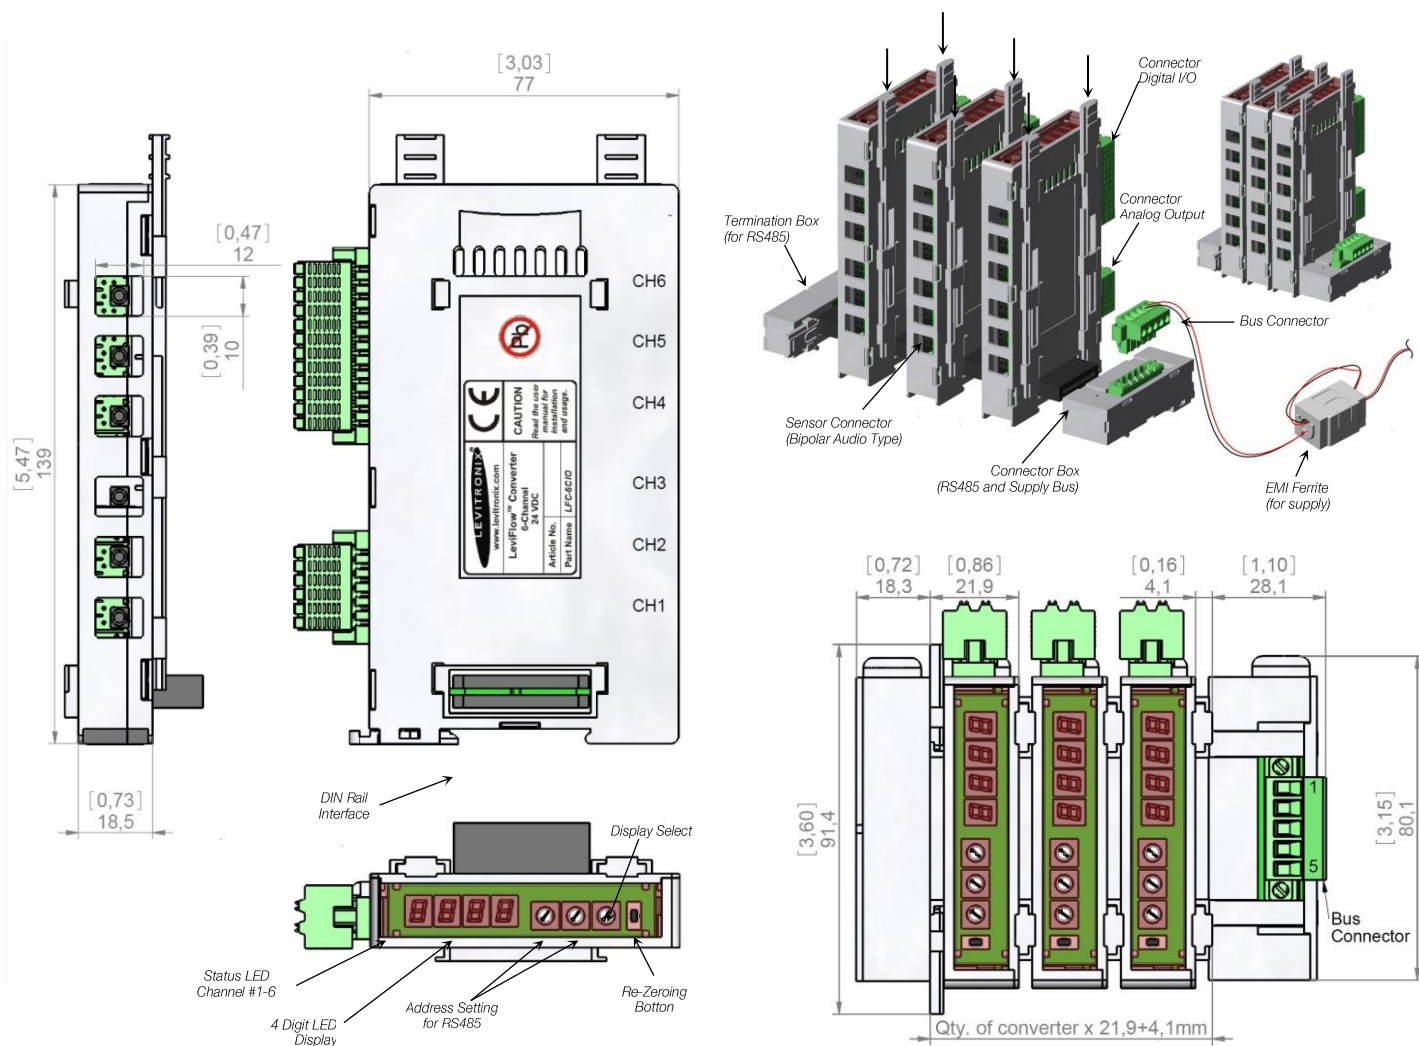 [3,03]
77
[0,47]
12
[0,39]
10
[5,47]
139
[0,73]
18,5
CH6
CH5
CH4
CH3
CH2
CH1
Pb
CE
CAUTION
Read the user
manual for
installation
and usage.
LEVITRONIX®
www.levitronix.com
LeviFlow™ Converter
6-Channel
24 VDC
Article No.
Part Name LFC-6CIO
DIN Rail
Interface
Display Select
Status LED
Channel #1-6
4 Digit LED
Display
Address Setting
for RS485
Re-Zeroing
Botton
Connector
Digital I/O
Connector
Analog Output
Termination Box
(for RS485)
Bus Connector
Sensor Connector
(Bipolar Audio Type)
Connector Box
(RS485 and Supply Bus)
EMI Ferrite
(for supply)
[0,72]
18,3
[0,86]
21,9
[0,16]
4,1
[1,10]
28,1
[3,60]
91,4
[3,15]
80,1
1
5
Bus
Connector
Qty. of converter x 21,9+4,1mm